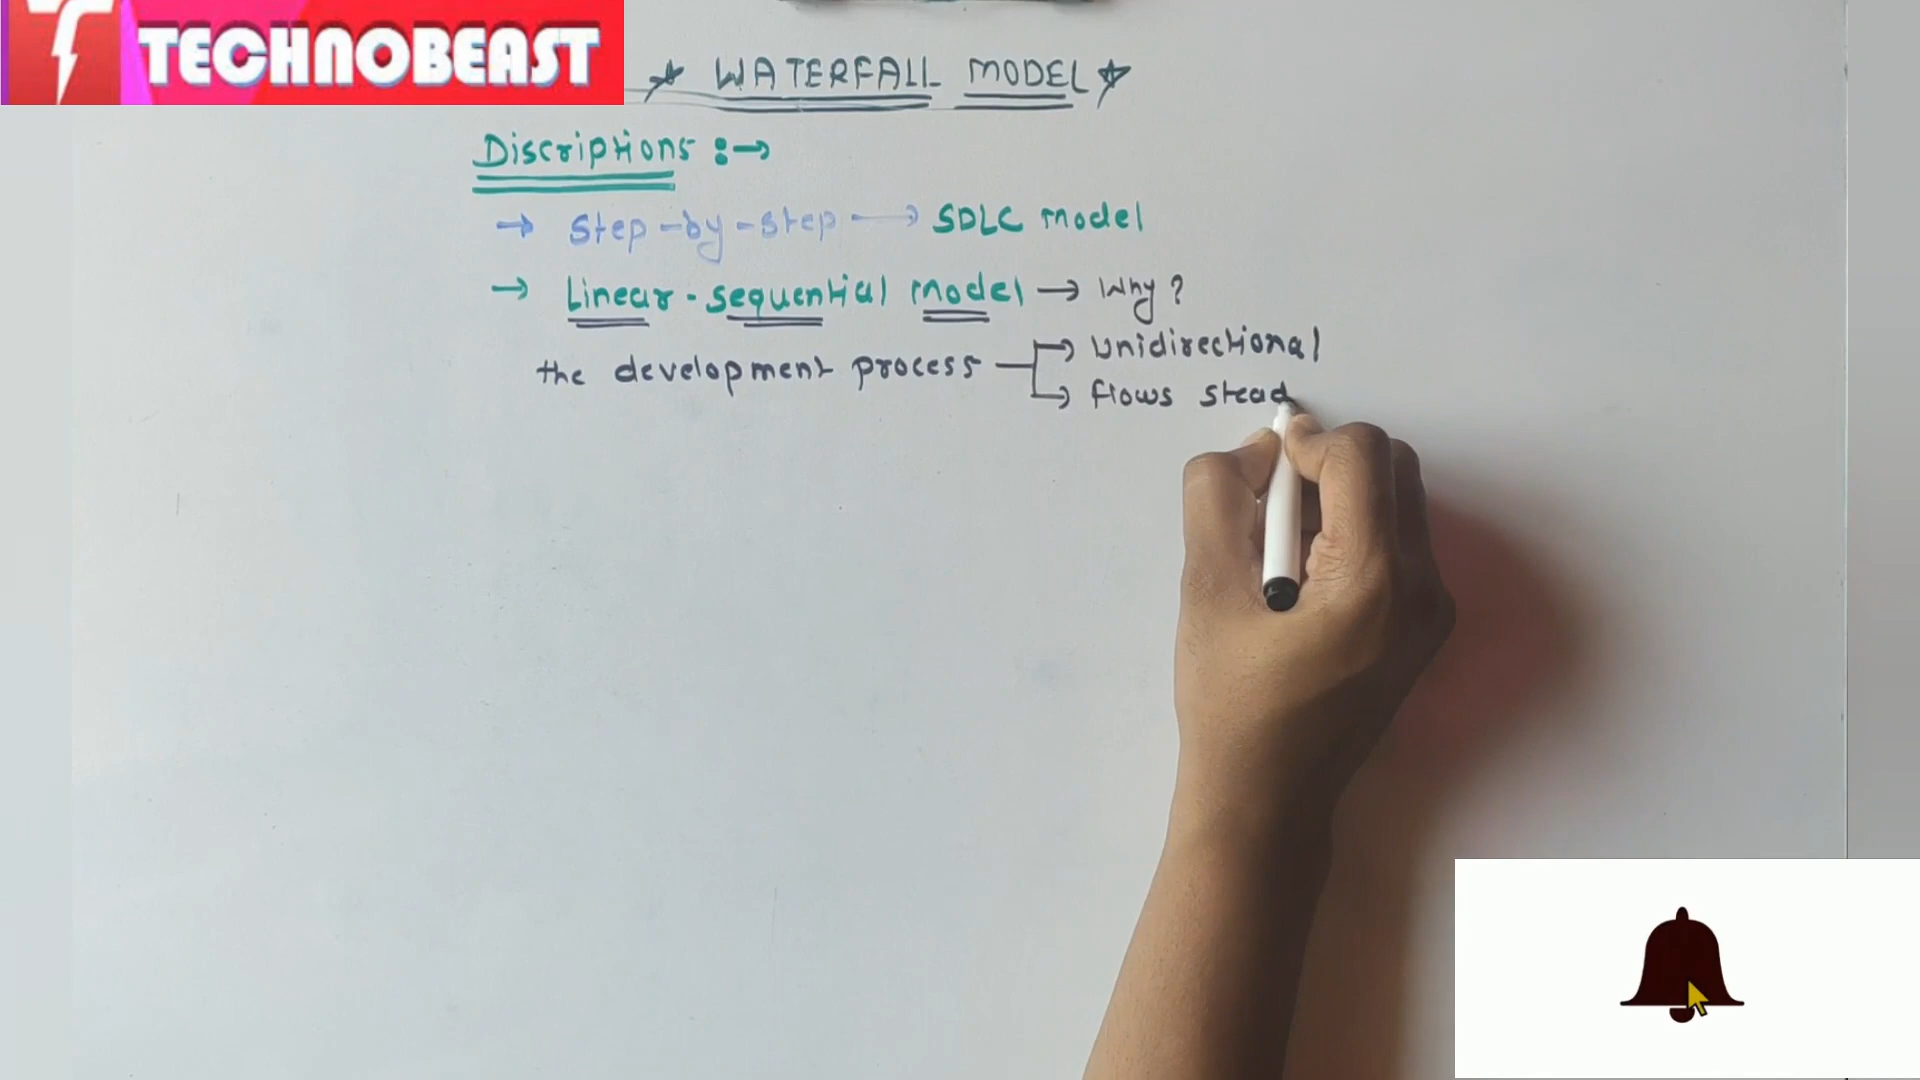 TECHNOBEAST
WATERFALL MODEL
Discriptions :→
→ Step-by-step → SDLC model
→ Linear-sequential model → Why?
the development process → Unidirectional
→ flows stead